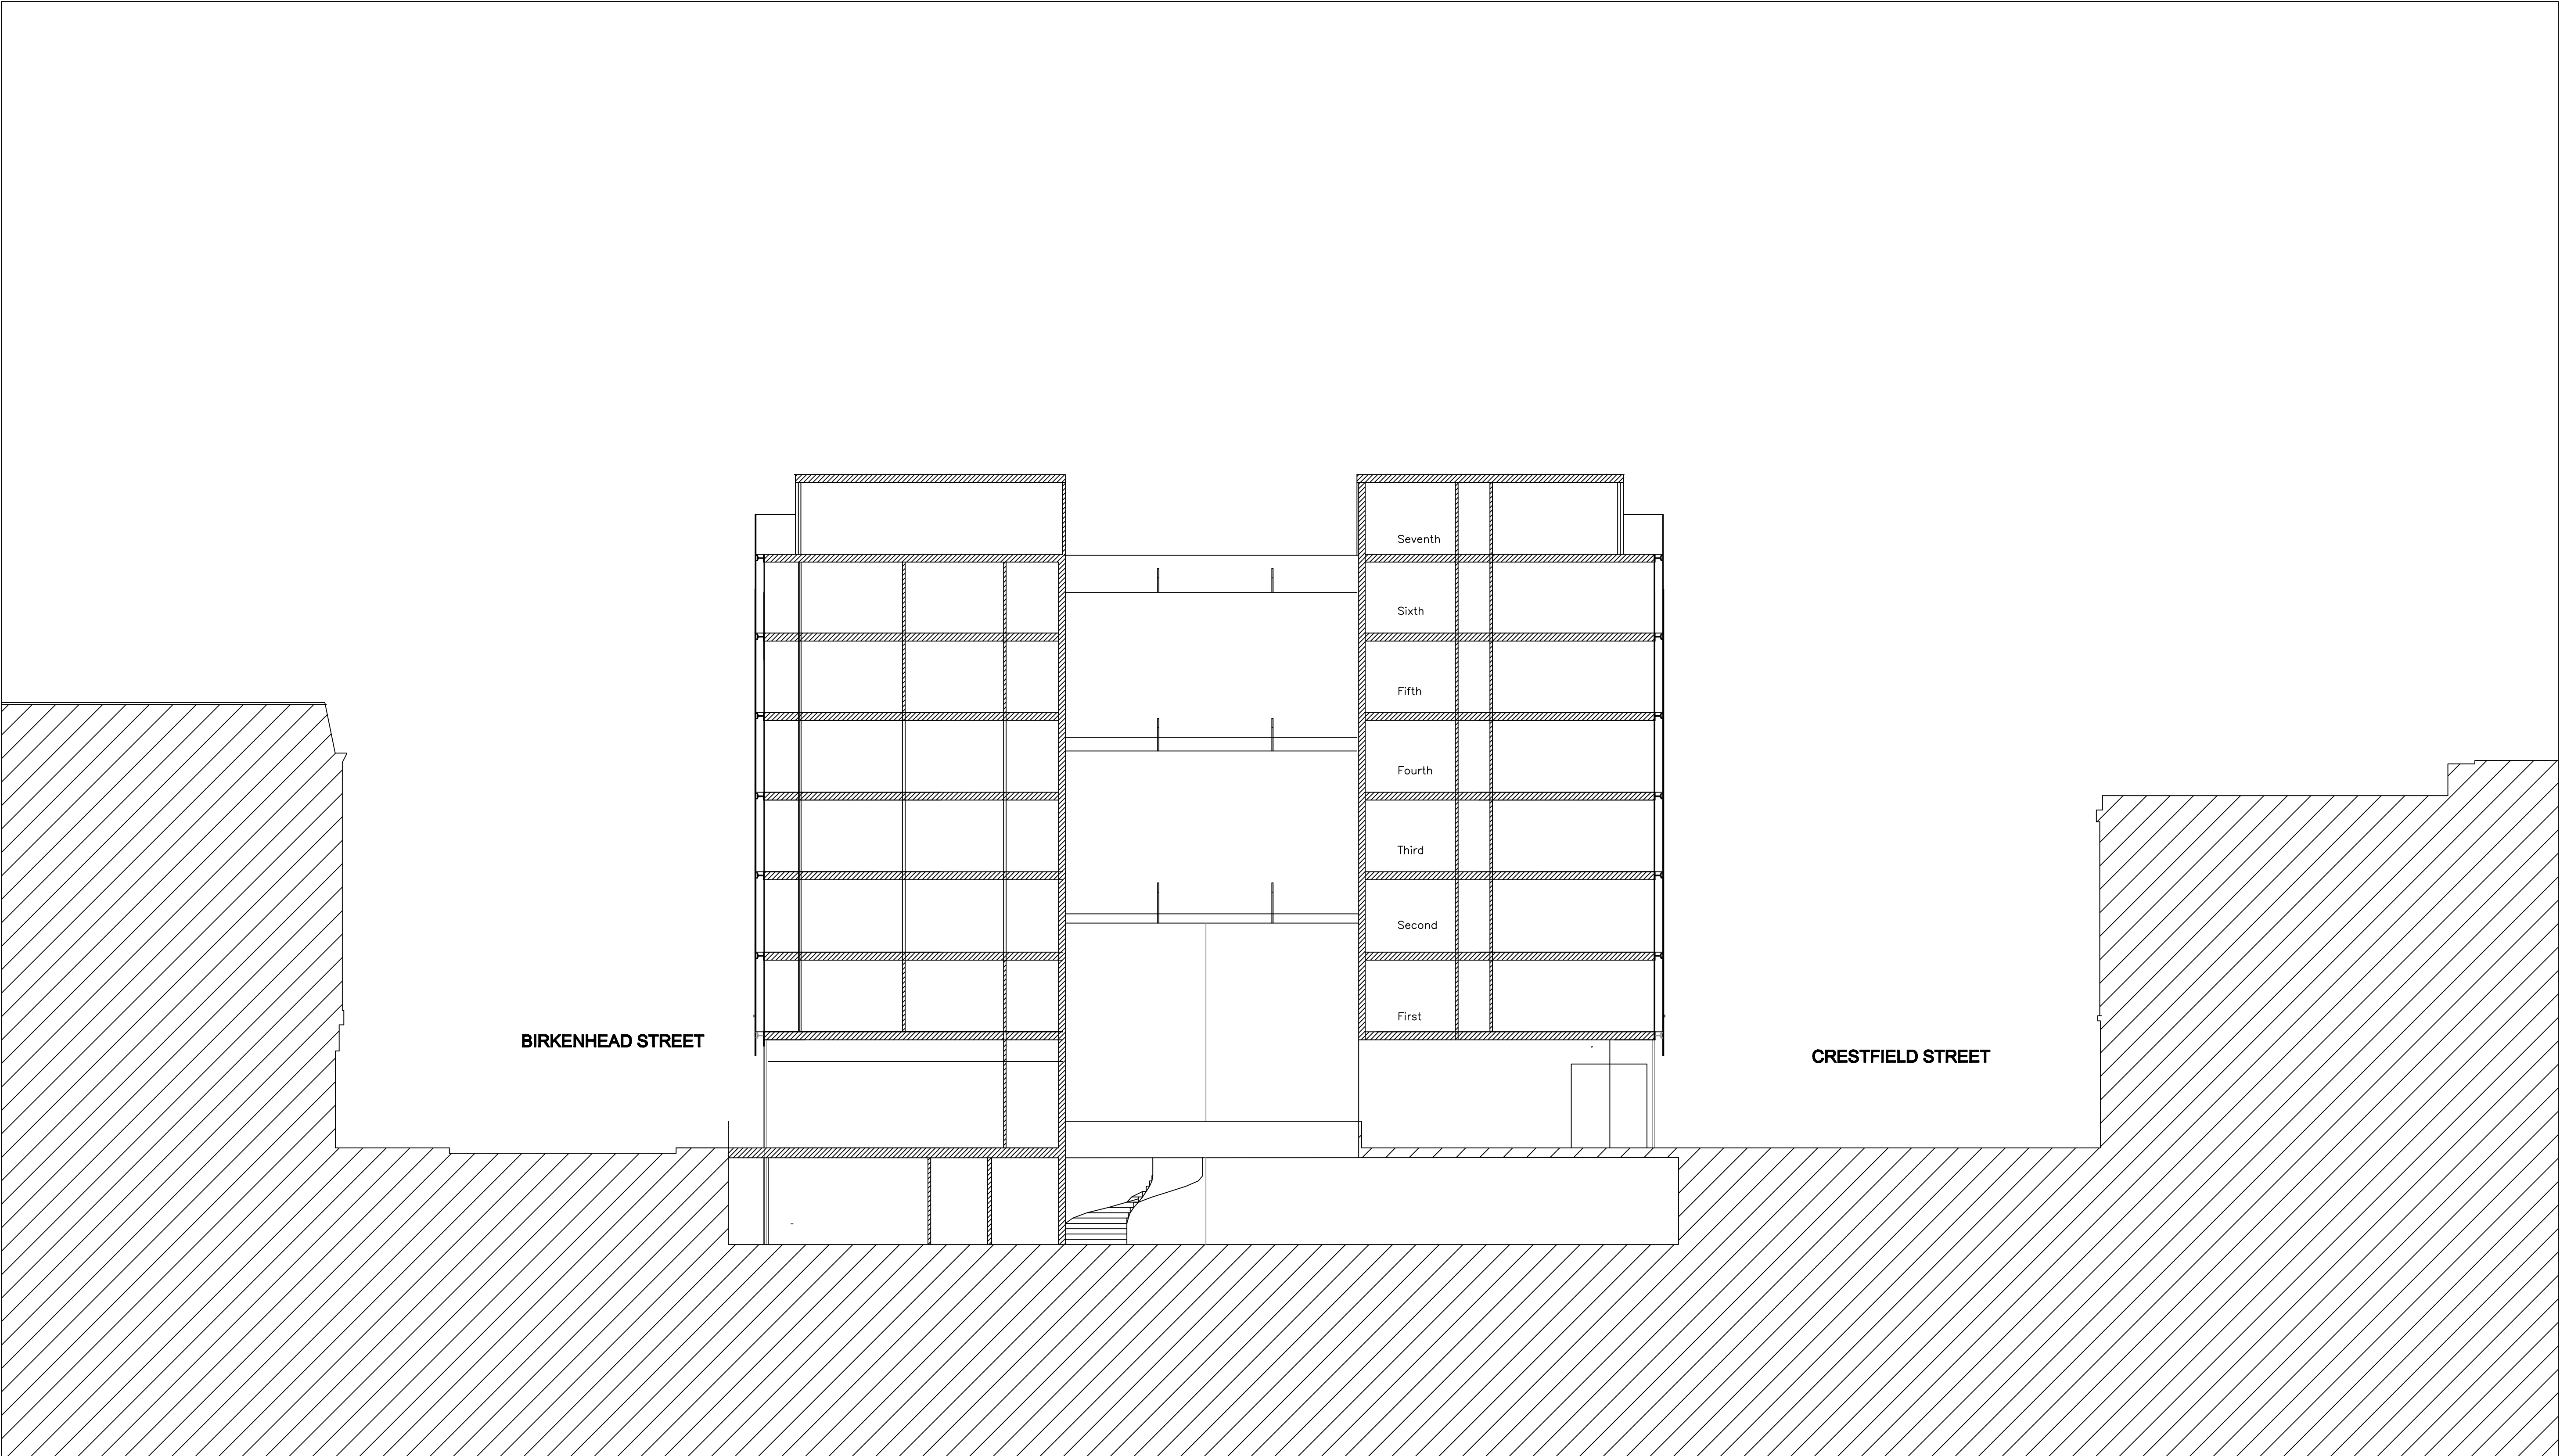 Seventh
Sixth
Fifth
Fourth
Third
Second
First
BIRKENHEAD STREET
CRESTFIELD STREET